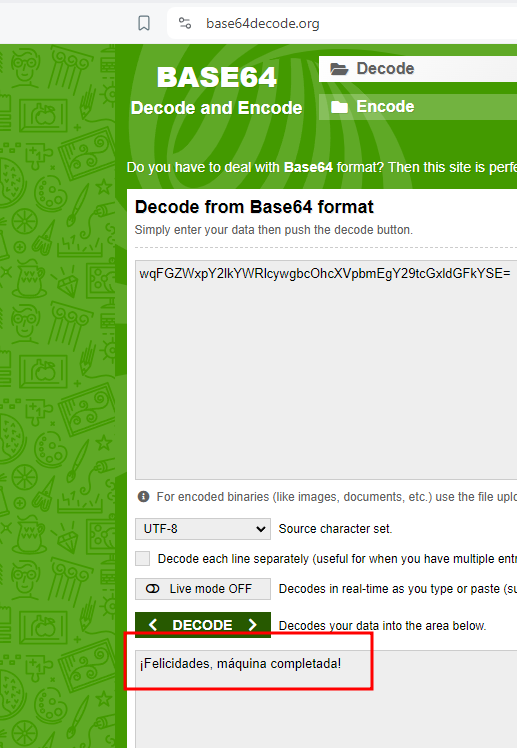 base64decode.org
BASE64
Decode and Encode
Decode
Encode
Do you have to deal with Base64 format? Then this site is perfe
Decode from Base64 format
Simply enter your data then push the decode button.
wqFGZWxpY2lkYWRlcywgbcOhcXVpbmEgY29tcGxldGFkYSE=
For encoded binaries (like images, documents, etc.) use the file uplo
UTF-8 Source character set.
Decode each line separately (useful for when you have multiple entr
Live mode OFF Decodes in real-time as you type or paste (su
DECODE Decodes your data into the area below.
¡Felicidades, máquina completada!